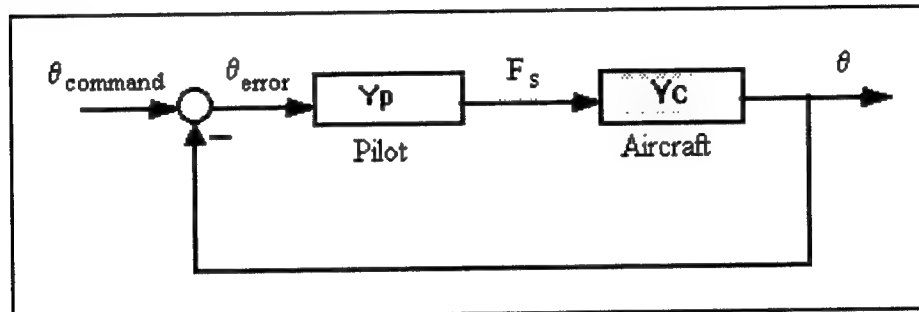 θcommand
θerror
Yp
Pilot
Fs
Yc
Aircraft
θ
−